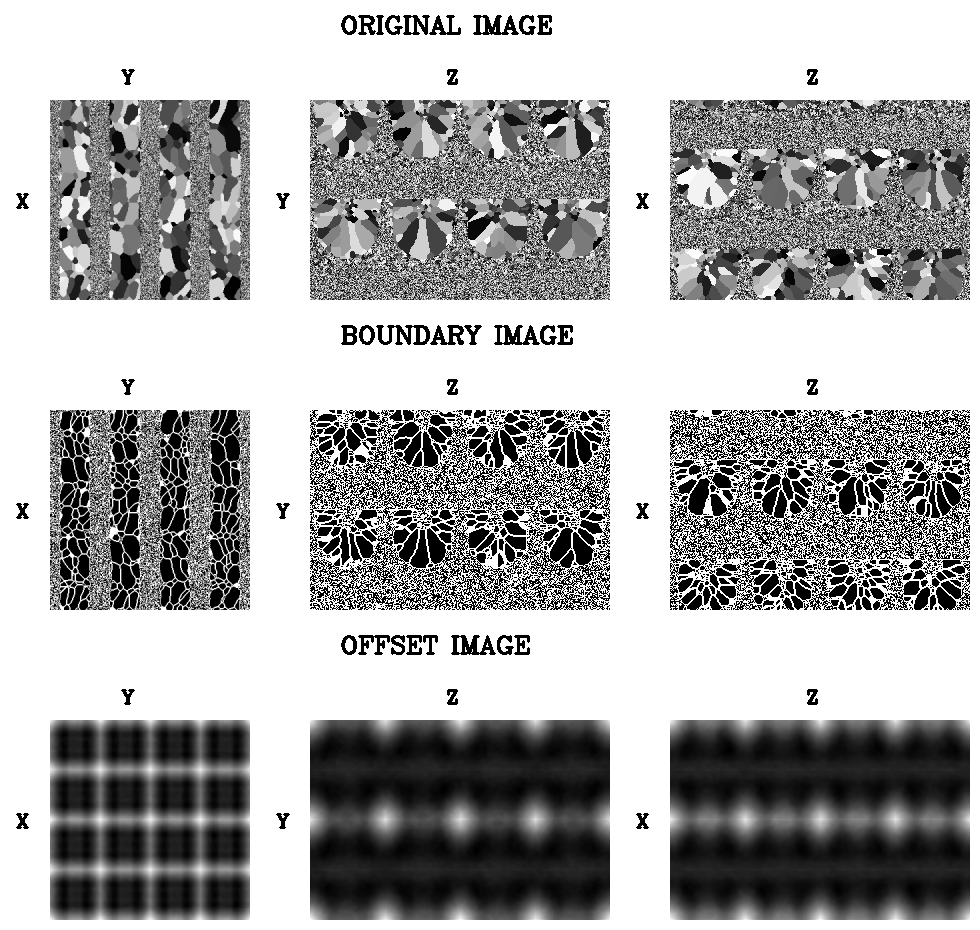 ORIGINAL IMAGE
Y Z Z
X Y X
BOUNDARY IMAGE
Y Z Z
X Y X
OFFSET IMAGE
Y Z Z
X Y X